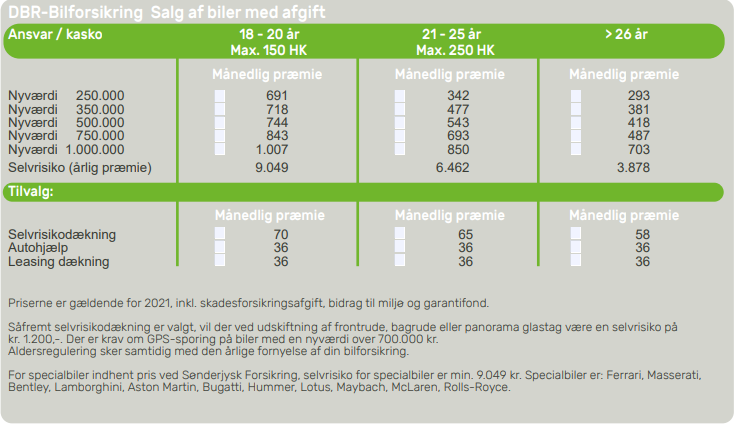 DBR-Bilforsikring Salg af biler med afgift
Ansvar / kasko 18 - 20 år 21 - 25 år > 26 år
Max. 150 HK Max. 250 HK
Månedlig præmie Månedlig præmie Månedlig præmie
Nyværdi 250.000 691 342 293
Nyværdi 350.000 718 477 381
Nyværdi 500.000 744 543 418
Nyværdi 750.000 843 693 487
Nyværdi 1.000.000 1.007 850 703
Selvrisiko (årlig præmie) 9.049 6.462 3.878
Tilvalg:
Månedlig præmie Månedlig præmie Månedlig præmie
Selvrisikodækning 70 65 58
Autohjælp 36 36 36
Leasing dækning 36 36 36
Priserne er gældende for 2021, inkl. skadesforsikringsafgift, bidrag til miljø og garantifond.
Såfremt selvrisikodækning er valgt, vil der ved udskiftning af frontrude, bagrude eller panorama glastag være en selvrisiko på
kr. 1.200,-. Der er krav om GPS-sporing på biler med en nyværdi over 700.000 kr.
Aldersregulering sker samtidig med den årlige fornyelse af din bilforsikring.
For specialbiler indhent pris ved Sønderjysk Forsikring, selvrisiko for specialbiler er min. 9.049 kr. Specialbiler er: Ferrari, Masserati,
Bentley, Lamborghini, Aston Martin, Bugatti, Hummer, Lotus, Maybach, McLaren, Rolls-Royce.